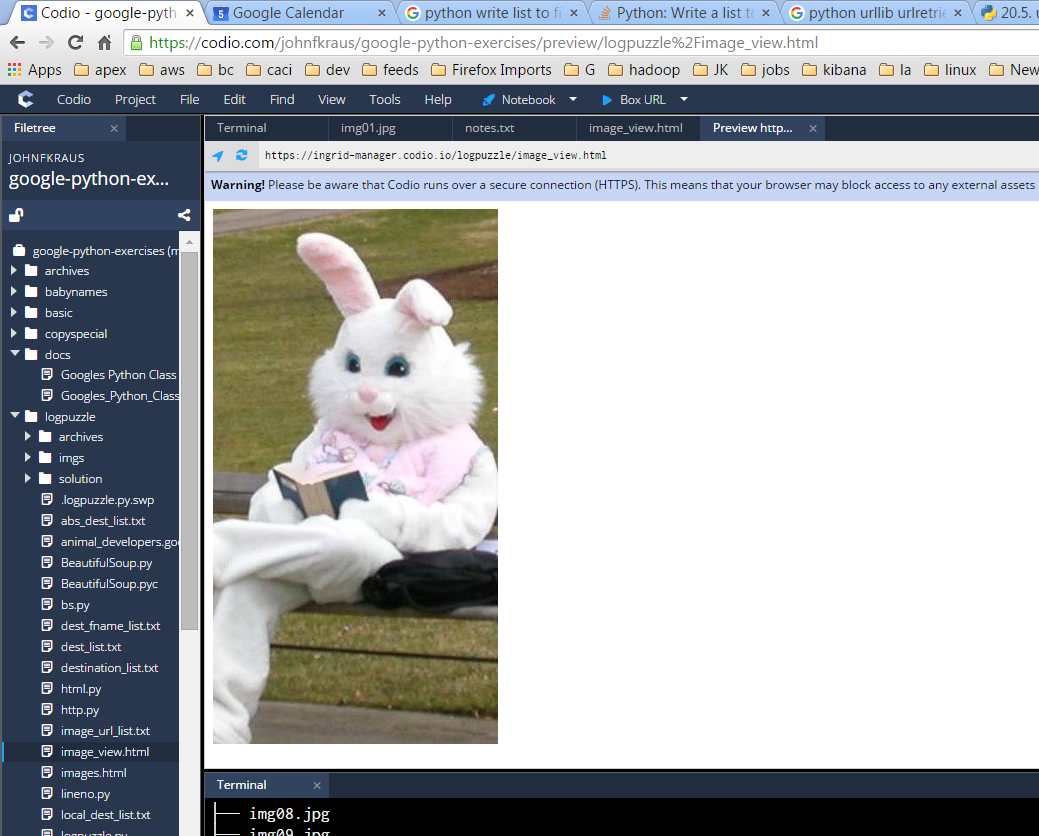 Codio - google-pyth
Google Calendar
python write list to fi
Python: Write a list to
python urllib urlretrie
20.5. u
https://codio.com/johnfkraus/google-python-exercises/preview/logpuzzle%2Fimage_view.html
Apps apex aws bc caci dev feeds Firefox Imports G hadoop JK jobs kibana la linux New
Codio Project File Edit Find View Tools Help Notebook Box URL
Filetree
Terminal img01.jpg notes.txt image_view.html Preview http...
JOHNFKRAUS
google-python-ex...
https://ingrid-manager.codio.io/logpuzzle/image_view.html
Warning! Please be aware that Codio runs over a secure connection (HTTPS). This means that your browser may block access to any external assets
google-python-exercises (m
archives
babynames
basic
copyspecial
docs
Googles Python Class
Googles_Python_Class
logpuzzle
archives
imgs
solution
.logpuzzle.py.swp
abs_dest_list.txt
animal_developers.goo
BeautifulSoup.py
BeautifulSoup.pyc
bs.py
dest_fname_list.txt
dest_list.txt
destination_list.txt
html.py
http.py
image_url_list.txt
image_view.html
images.html
lineno.py
local_dest_list.txt
logpuzzle.py
Terminal
img08.jpg
img09.jpg